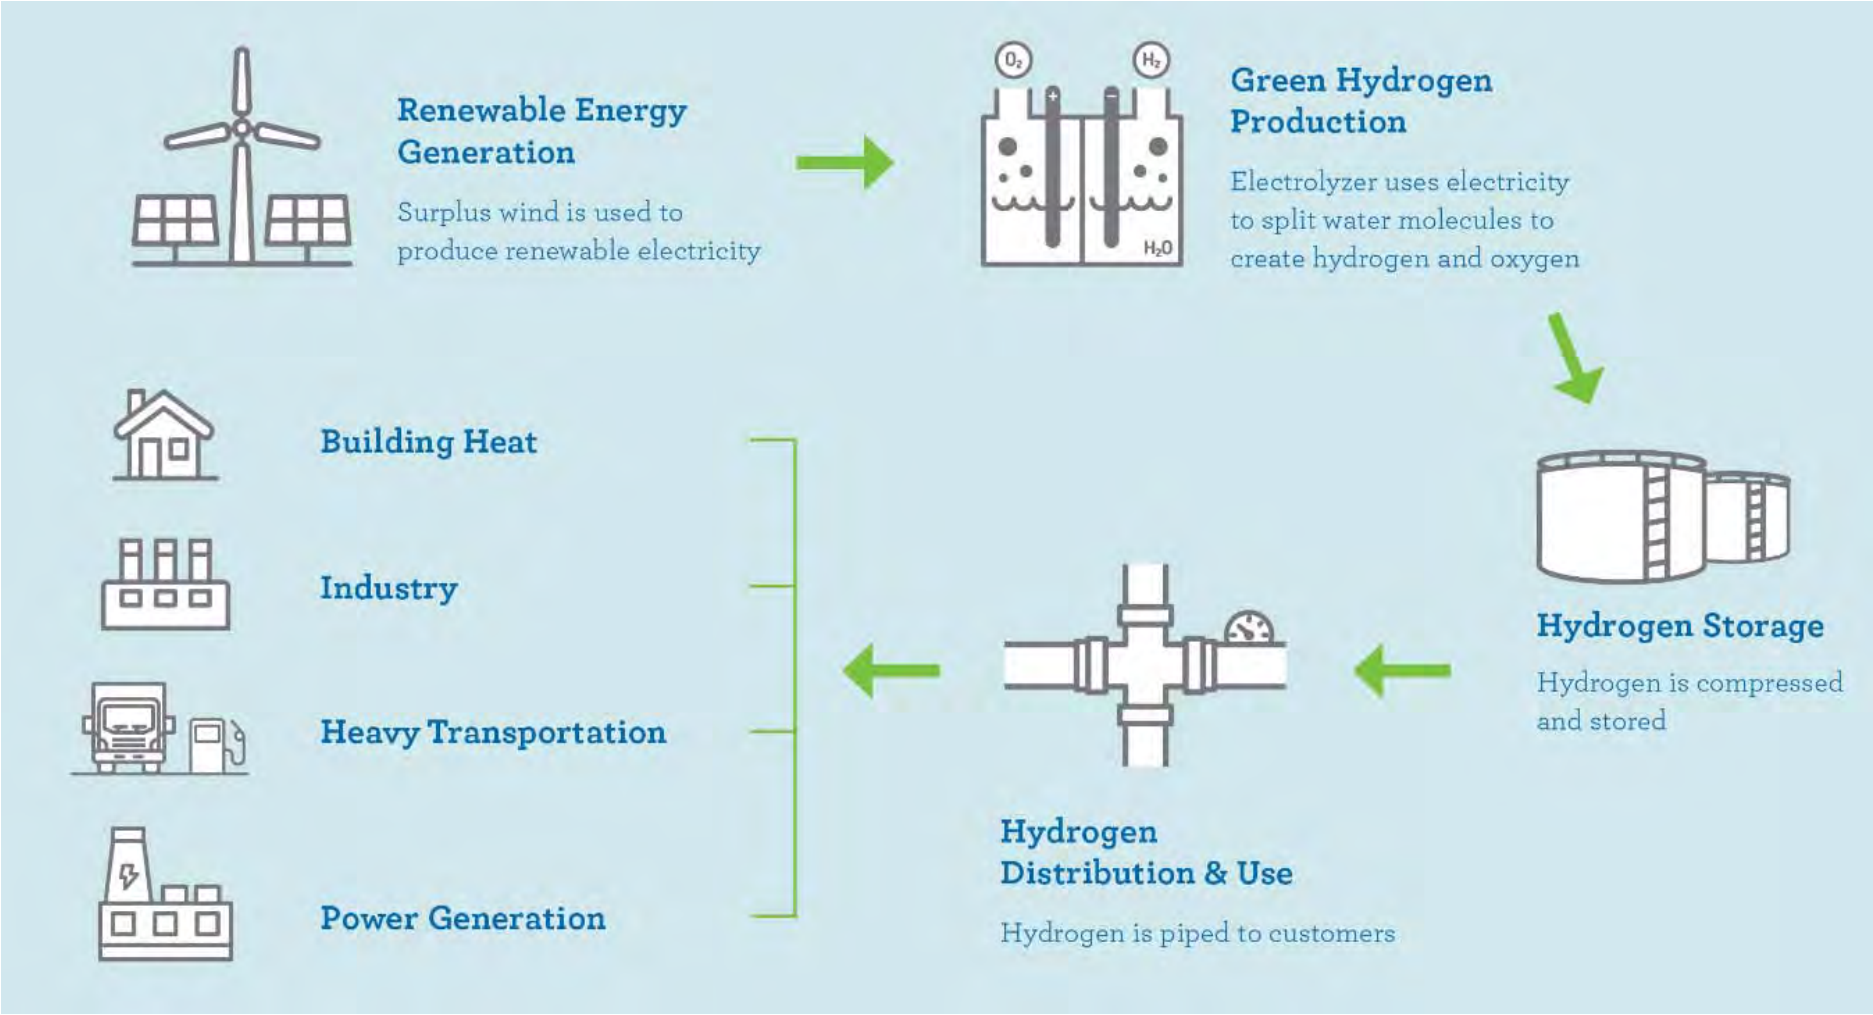 Renewable Energy
Generation
Surplus wind is used to
produce renewable electricity
O₂
H₂
+
−
H₂O
Green Hydrogen
Production
Electrolyzer uses electricity
to split water molecules to
create hydrogen and oxygen
Hydrogen Storage
Hydrogen is compressed
and stored
Hydrogen
Distribution & Use
Hydrogen is piped to customers
Building Heat
Industry
Heavy Transportation
Power Generation